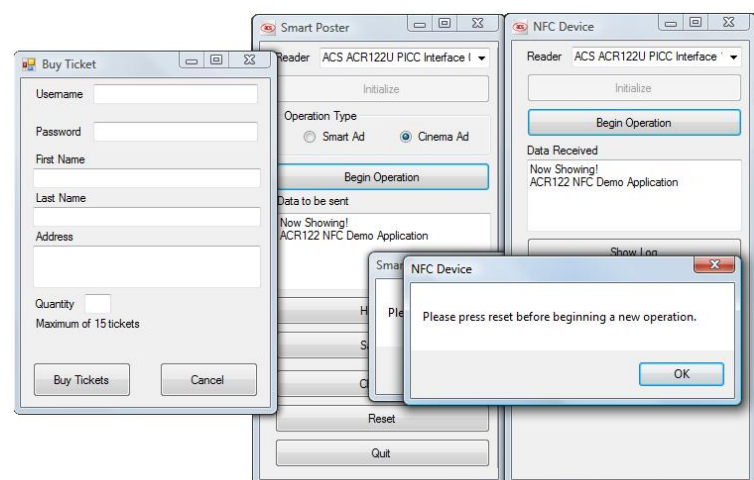 Buy Ticket
Username
Password
First Name
Last Name
Address
Quantity
Maximum of 15 tickets
Buy Tickets
Cancel
Smart Poster
Reader ACS ACR122U PICC Interface
Initialize
Operation Type
Smart Ad
Cinema Ad
Begin Operation
Data to be sent
Now Showing!
ACR122 NFC Demo Application
Reset
Quit
NFC Device
Reader ACS ACR122U PICC Interface
Initialize
Begin Operation
Data Received
Now Showing!
ACR122 NFC Demo Application
Show Log
NFC Device
Please press reset before beginning a new operation.
OK